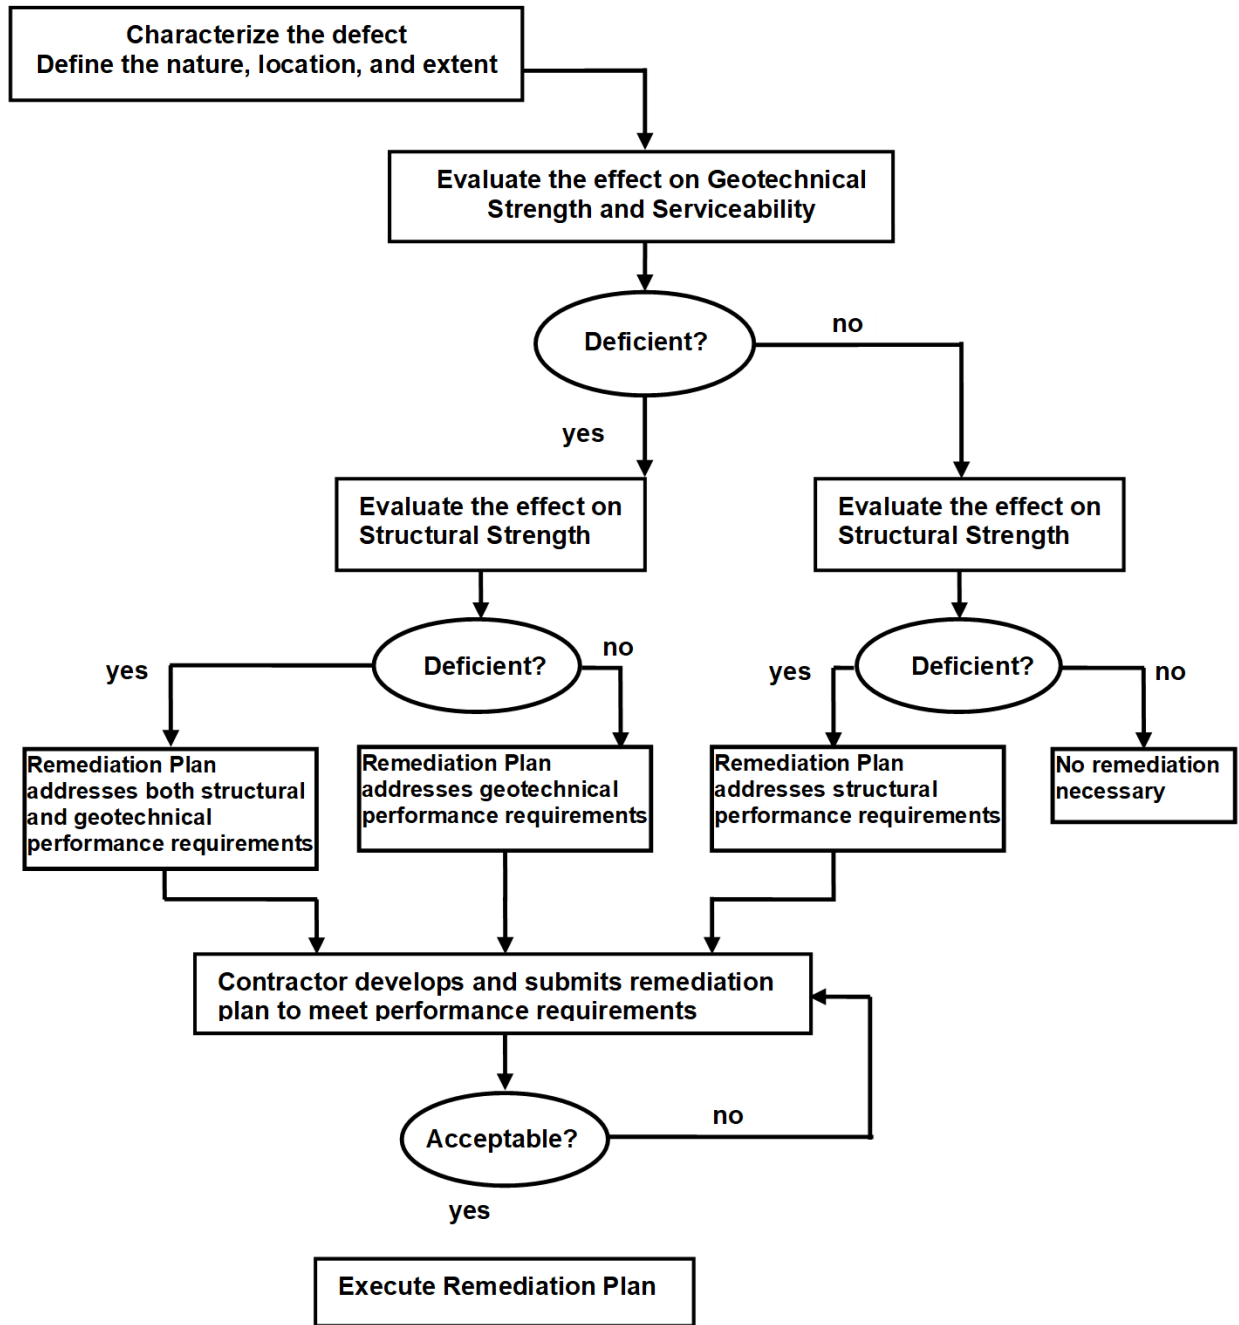 Characterize the defect
Define the nature, location, and extent
Evaluate the effect on Geotechnical
Strength and Serviceability
Deficient?
no
yes
Evaluate the effect on
Structural Strength
Evaluate the effect on
Structural Strength
Deficient?
yes
no
Deficient?
yes
no
Remediation Plan
addresses both structural
and geotechnical
performance requirements
Remediation Plan
addresses geotechnical
performance requirements
Remediation Plan
addresses structural
performance requirements
No remediation
necessary
Contractor develops and submits remediation
plan to meet performance requirements
Acceptable?
no
yes
Execute Remediation Plan